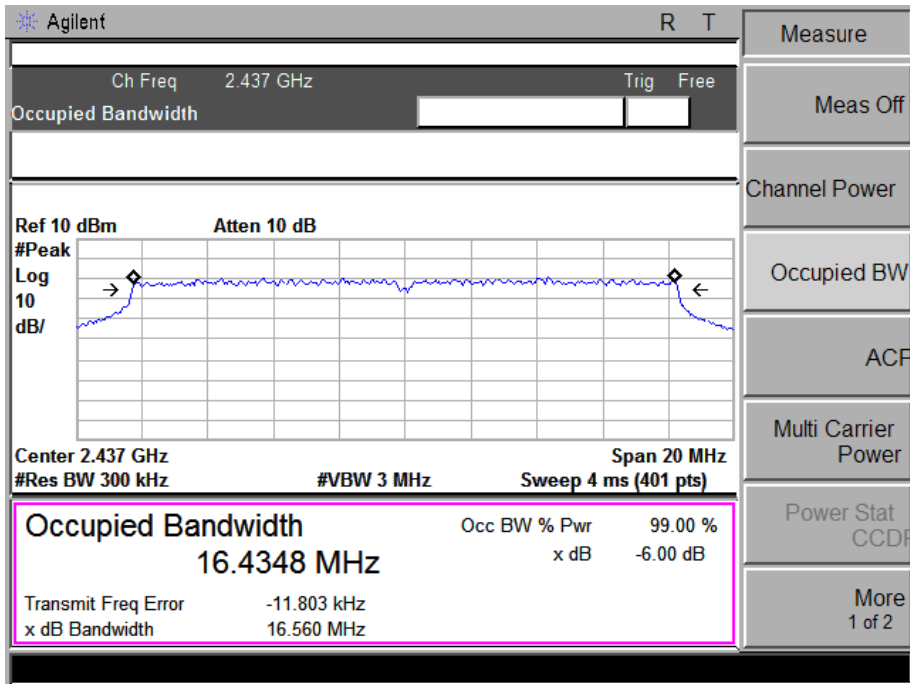 Agilent R T
Measure
Ch Freq 2.437 GHz Trig Free
Occupied Bandwidth
Meas Off
Channel Power
Ref 10 dBm Atten 10 dB
#Peak
Log
10
dB/
Occupied BW
ACP
Multi Carrier
Power
Center 2.437 GHz Span 20 MHz
#Res BW 300 kHz #VBW 3 MHz Sweep 4 ms (401 pts)
Occupied Bandwidth
16.4348 MHz
Occ BW % Pwr 99.00 %
x dB -6.00 dB
Transmit Freq Error -11.803 kHz
x dB Bandwidth 16.560 MHz
Power Stat
CCDF
More
1 of 2